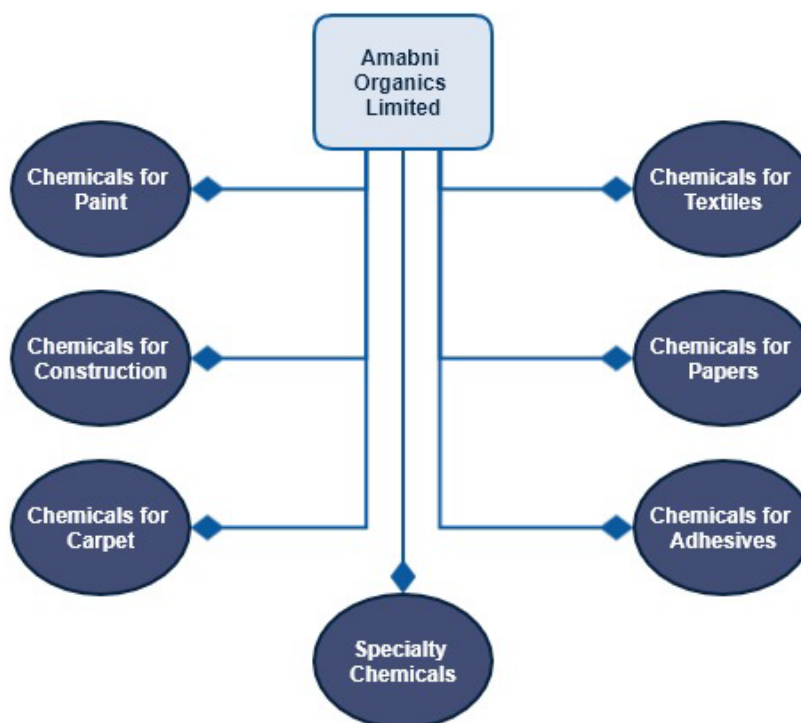 Amabni
Organics
Limited
Chemicals for
Paint
Chemicals for
Textiles
Chemicals for
Construction
Chemicals for
Papers
Chemicals for
Carpet
Chemicals for
Adhesives
Specialty
Chemicals